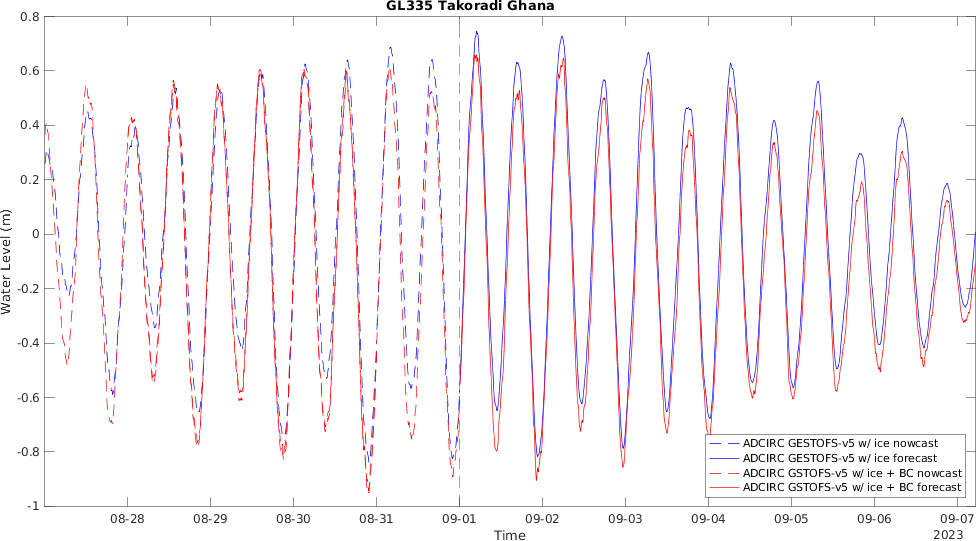 GL335 Takoradi Ghana
0.8
0.6
0.4
0.2
0
-0.2
-0.4
-0.6
-0.8
-1
Water Level (m)
ADCIRC GESTOFS-v5 w/ ice nowcast
ADCIRC GESTOFS-v5 w/ ice forecast
ADCIRC GSTOFS-v5 w/ice + BC nowcast
ADCIRC GSTOFS-v5 w/ice + BC forecast
08-28 08-29 08-30 08-31 09-01 09-02 09-03 09-04 09-05 09-06 09-07
Time
2023